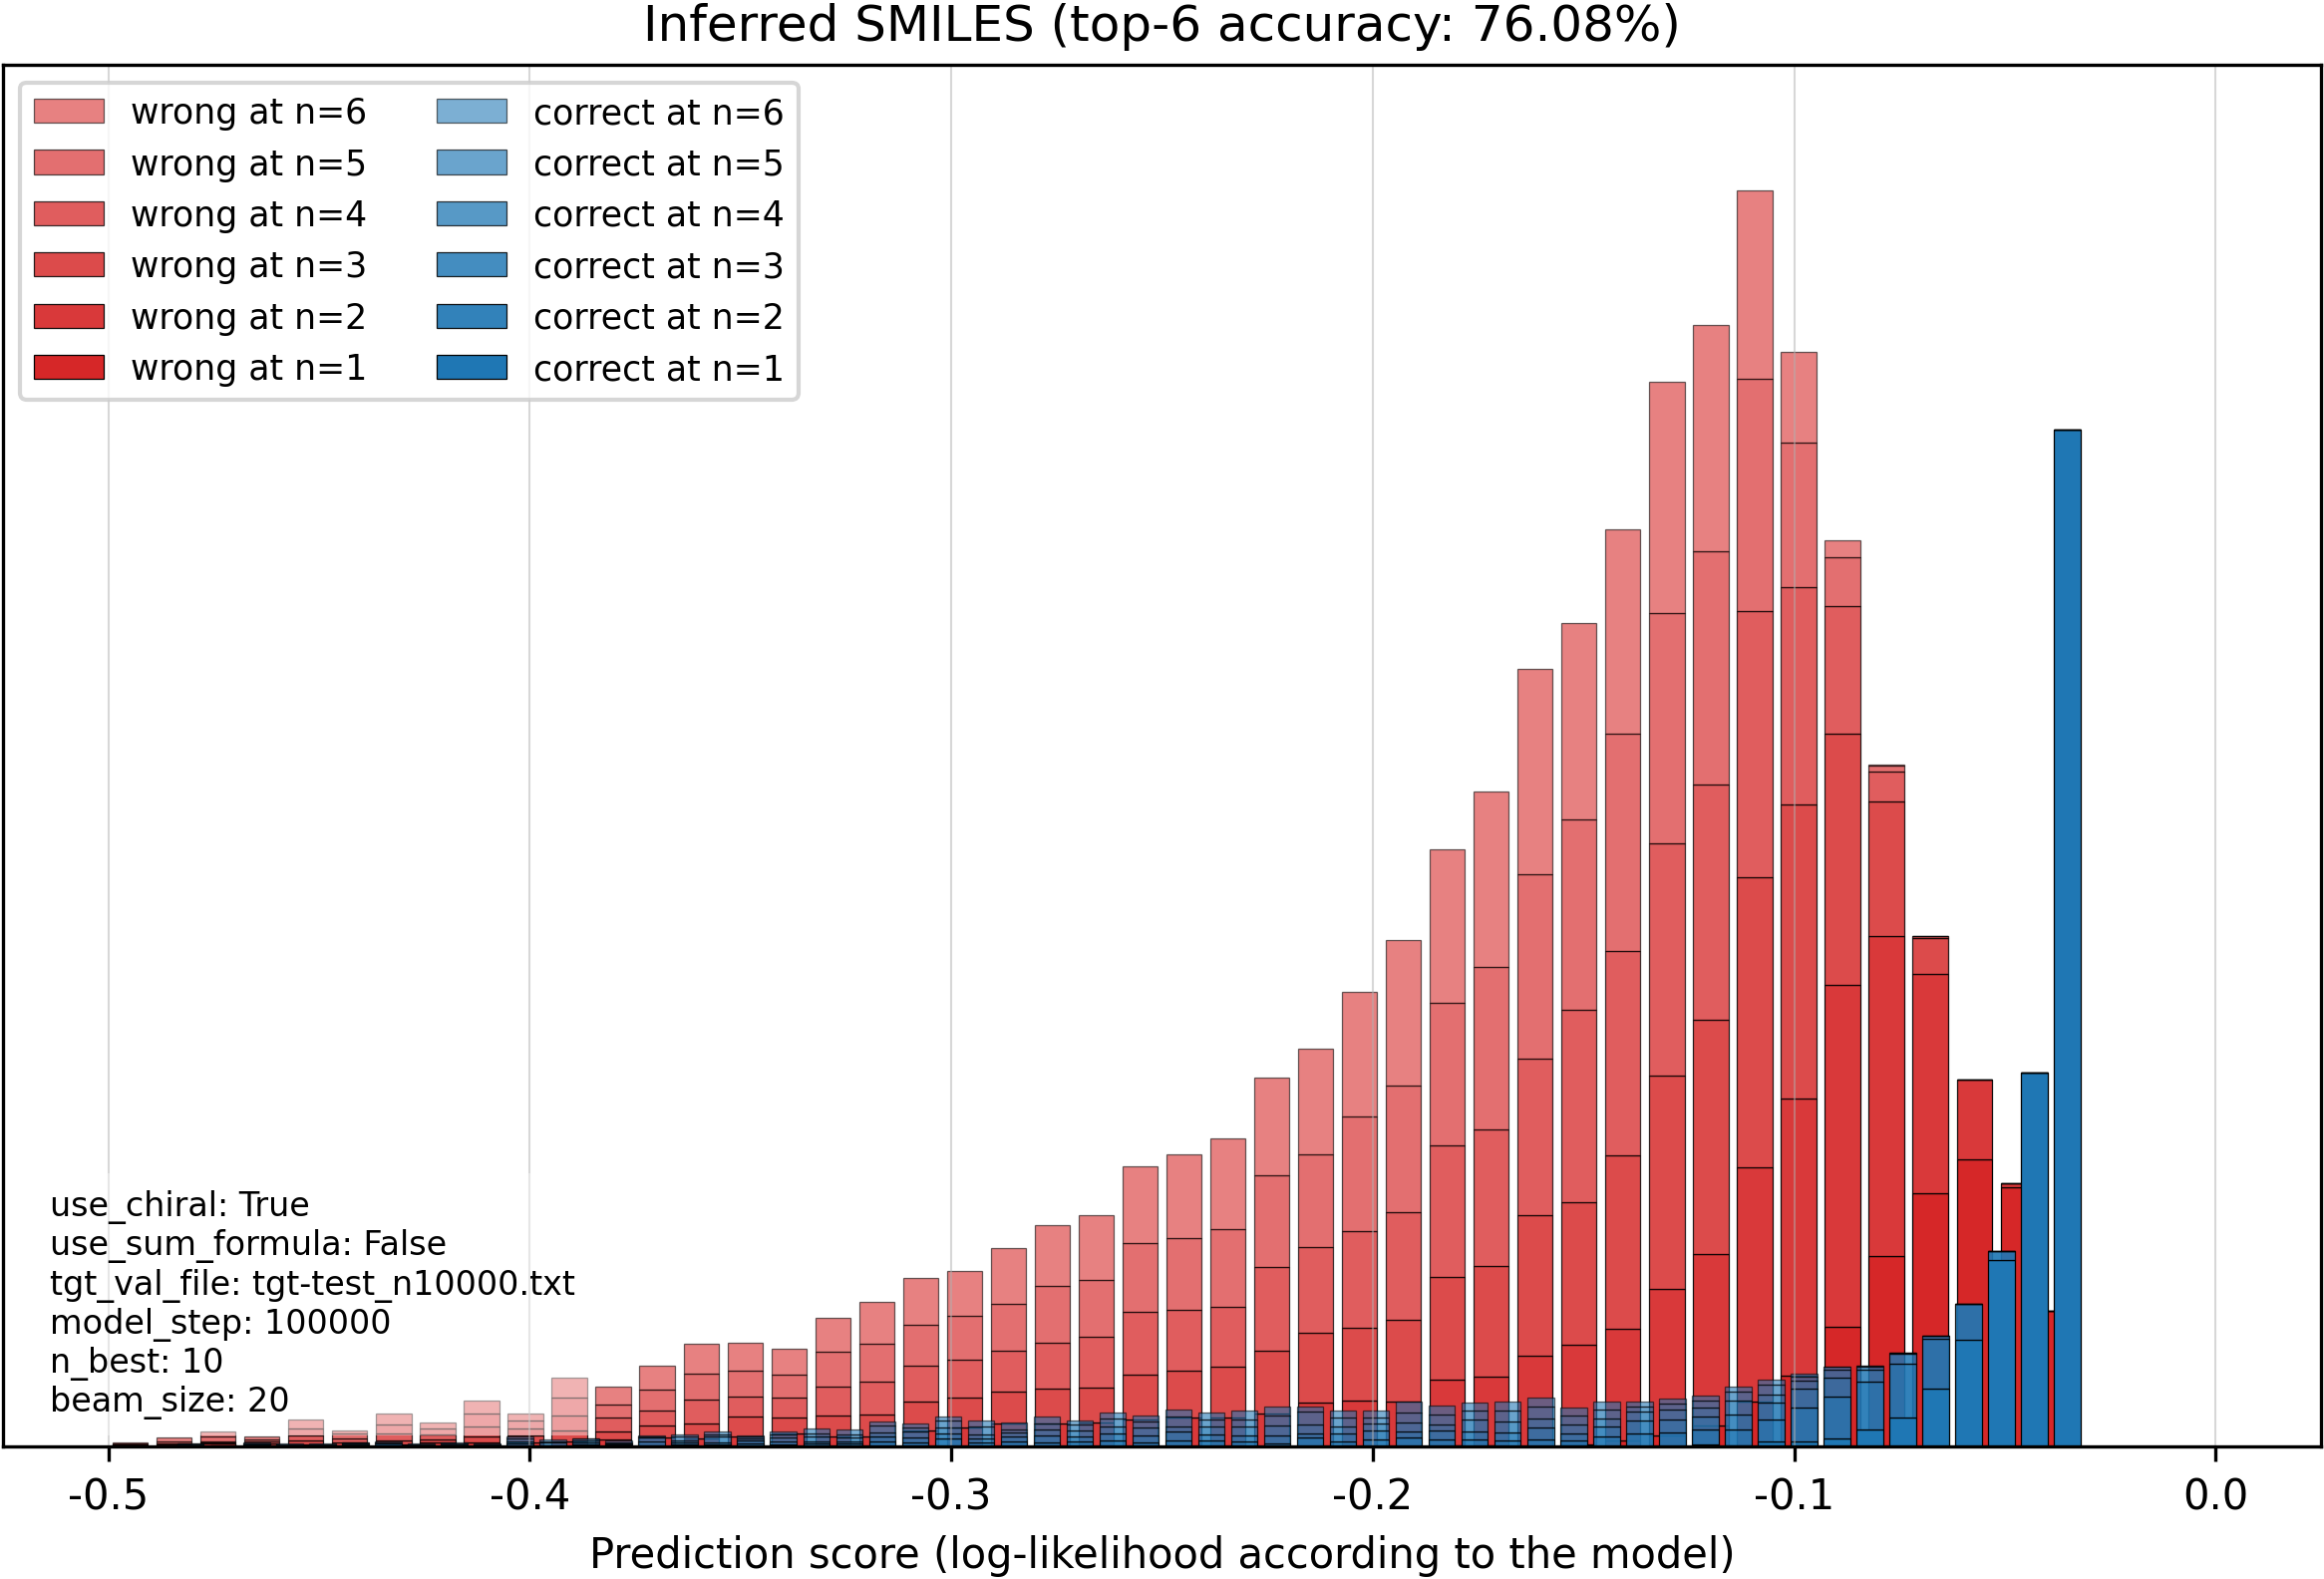 Inferred SMILES (top-6 accuracy: 76.08%)
wrong at n=6
wrong at n=5
wrong at n=4
wrong at n=3
wrong at n=2
wrong at n=1
correct at n=6
correct at n=5
correct at n=4
correct at n=3
correct at n=2
correct at n=1
use_chiral: True
use_sum_formula: False
tgt_val_file: tgt-test_n10000.txt
model_step: 100000
n_best: 10
beam_size: 20
-0.5 -0.4 -0.3 -0.2 -0.1 0.0
Prediction score (log-likelihood according to the model)